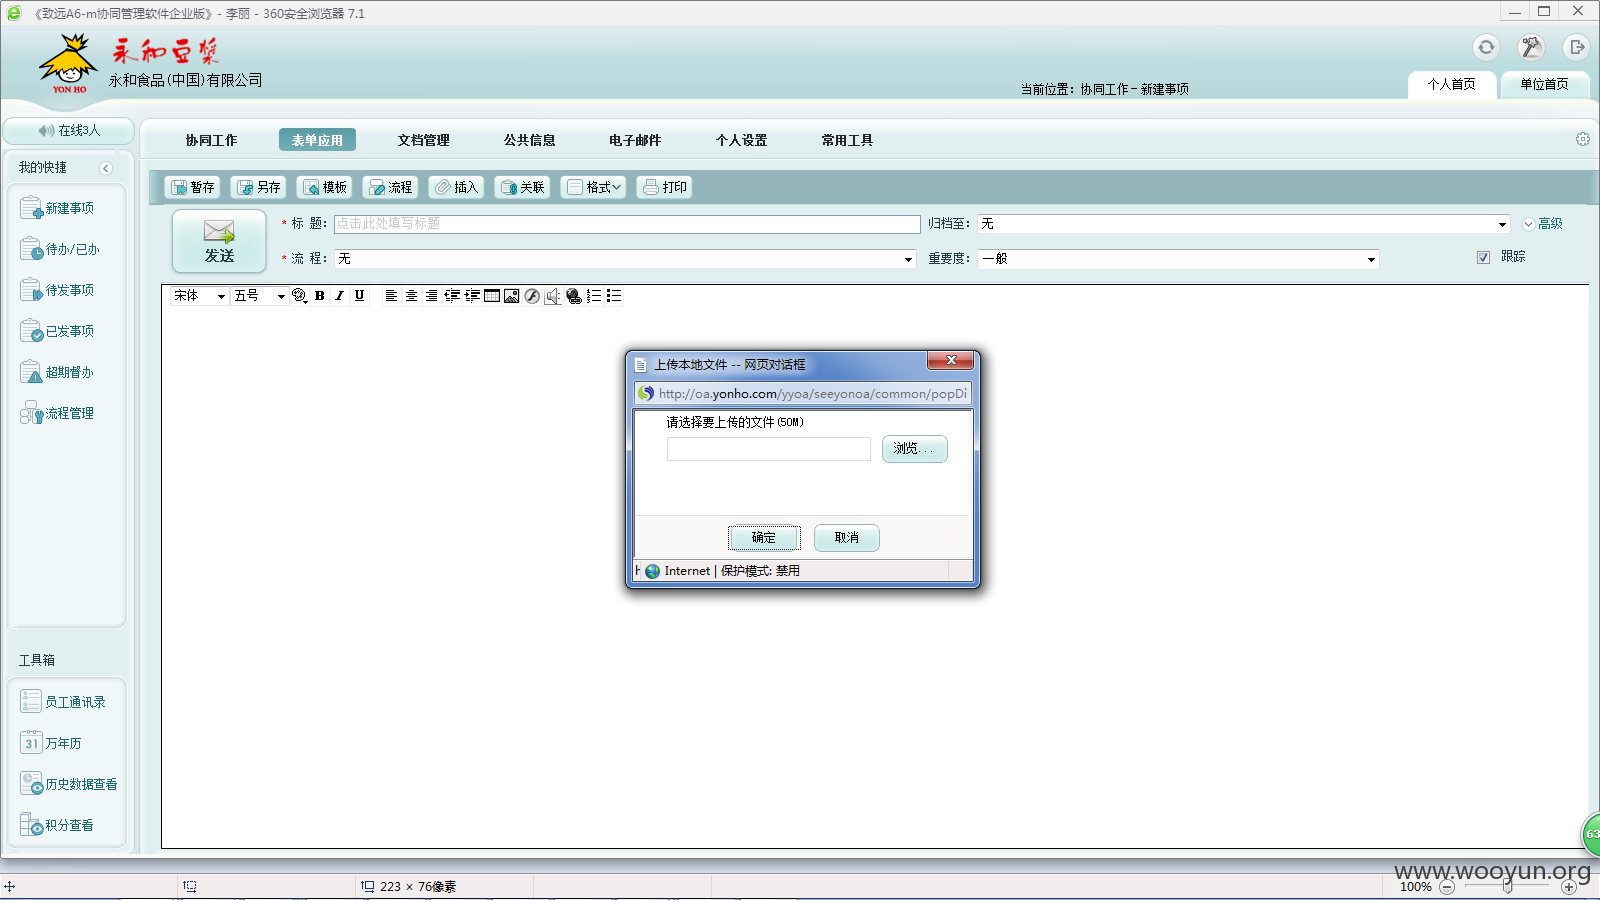 《致远A6-m协同管理软件企业版》- 李丽 - 360安全浏览器 7.1
永和豆浆
YON HO
永和食品(中国)有限公司
当前位置：协同工作 - 新建事项
个人首页
单位首页
在线3人
协同工作
表单应用
文档管理
公共信息
电子邮件
个人设置
常用工具
我的快捷
新建事项
待办/已办
待发事项
已发事项
超期督办
流程管理
工具箱
员工通讯录
31
万年历
历史数据查看
积分查看
暂存
另存
模板
流程
插入
关联
格式
打印
发送
* 标 题：
点击此处填写标题
归档至：
无
高级
* 流 程：
无
重要度：
一般
跟踪
宋体
五号
B
I
U
上传本地文件 -- 网页对话框
http://oa.yonho.com/yyoa/seeyonoa/common/popDi
请选择要上传的文件(50M)
浏览...
确定
取消
Internet | 保护模式: 禁用
63
www.wooyun.org
223 × 76像素
100%